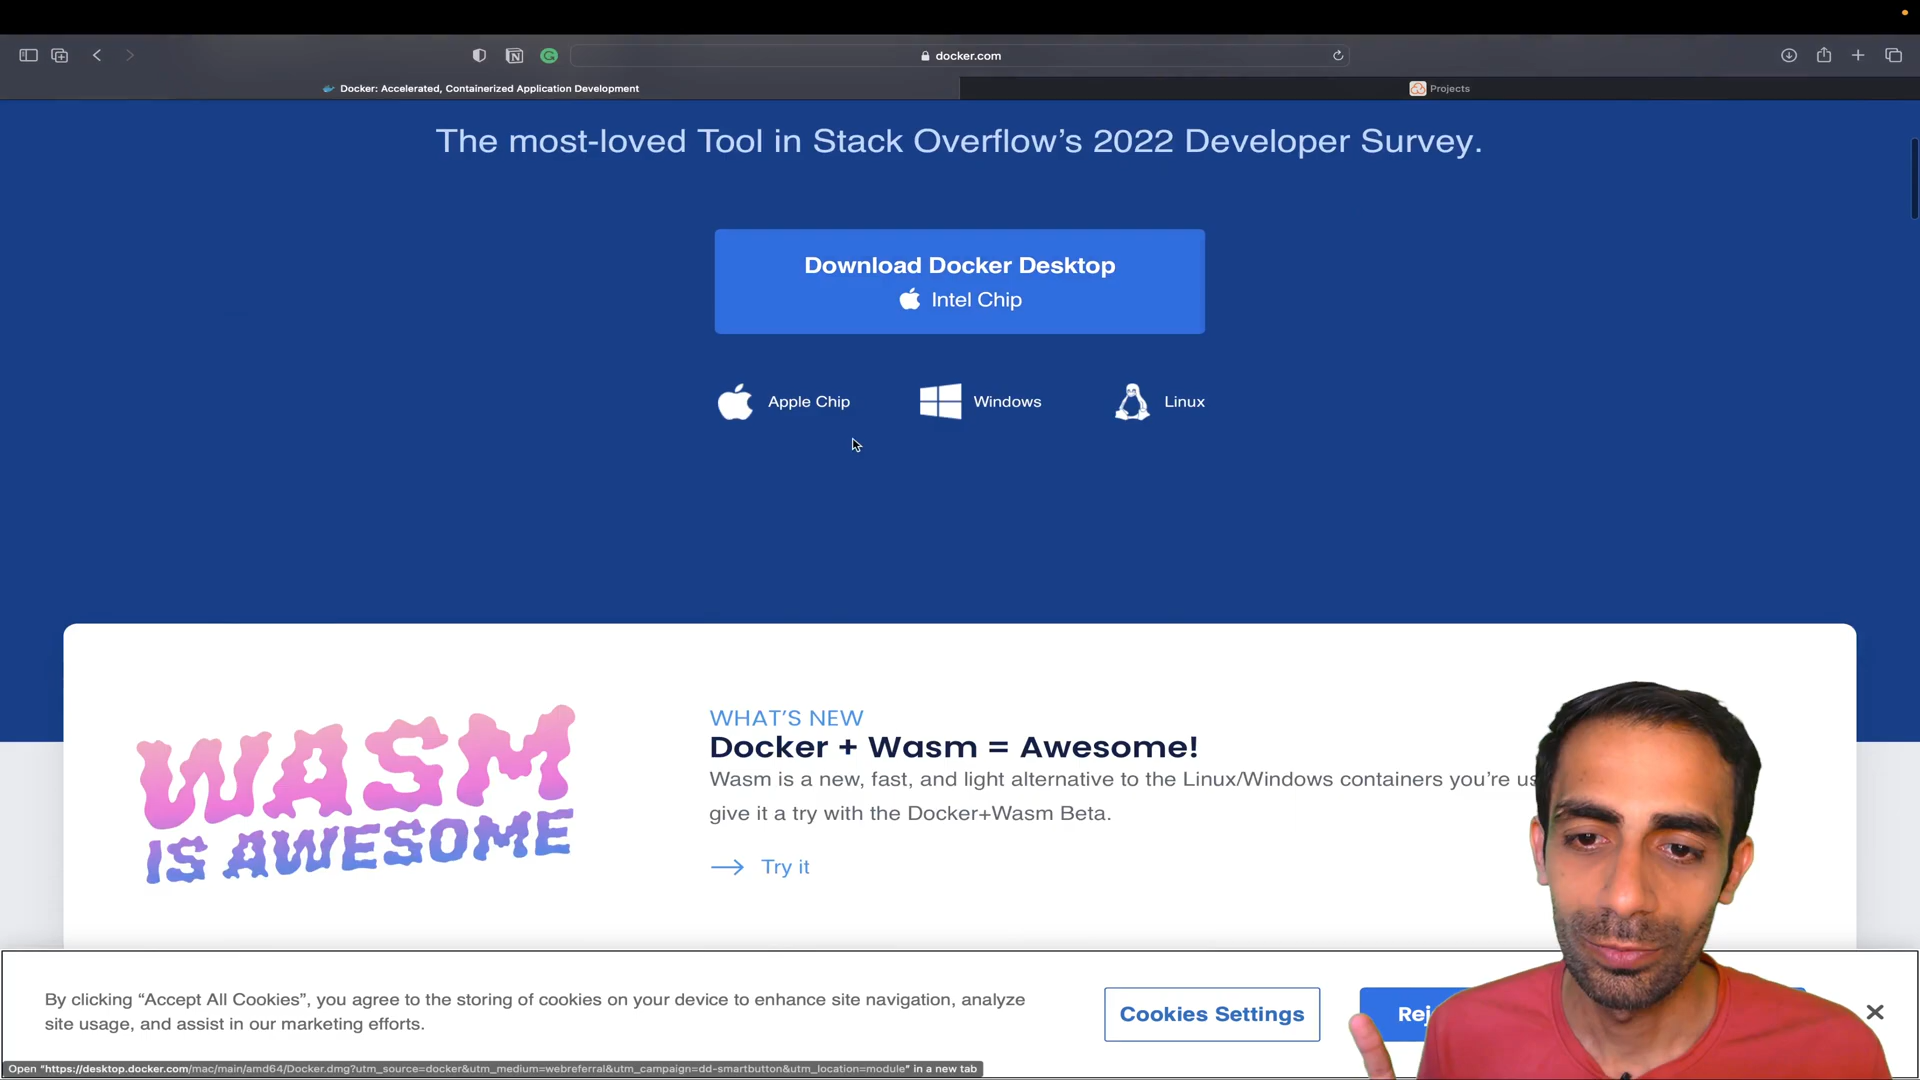 docker.com
Docker: Accelerated, Containerized Application Development
Projects
The most-loved Tool in Stack Overflow's 2022 Developer Survey.
Download Docker Desktop
Intel Chip
Apple Chip
Windows
Linux
WASM
IS AWESOME
WHAT'S NEW
Docker + Wasm = Awesome!
Wasm is a new, fast, and light alternative to the Linux/Windows containers you're
give it a try with the Docker+Wasm Beta.
Try it
By clicking “Accept All Cookies”, you agree to the storing of cookies on your device to enhance site navigation, analyze
site usage, and assist in our marketing efforts.
Cookies Settings
Open "https://desktop.docker.com/mac/main/amd64/Docker.dmg?utm_source=docker&utm_medium=webreferral&utm_campaign=dd-smartbutton&utm_location=module" in a new tab